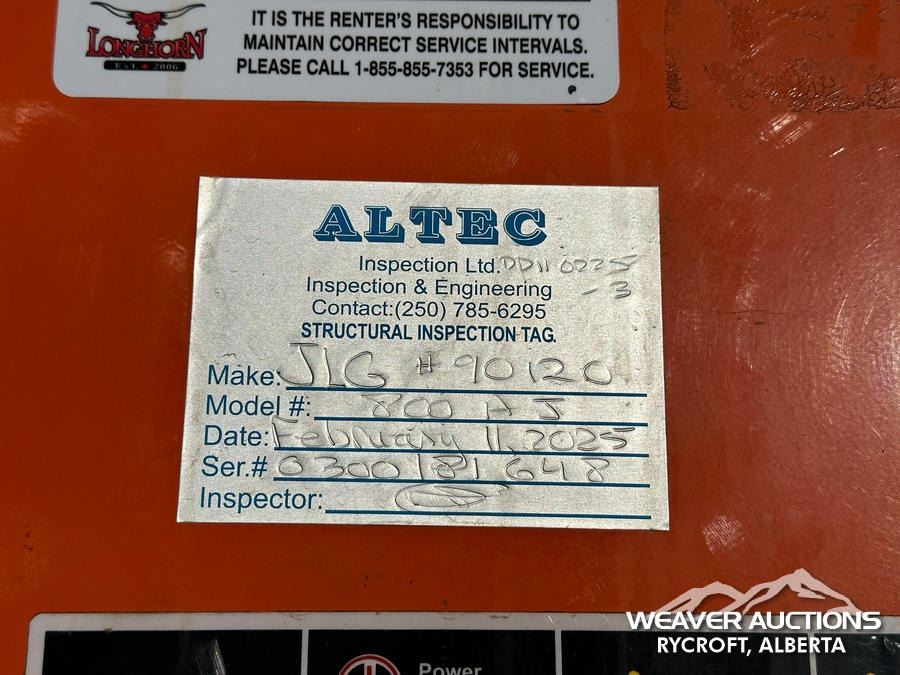 LONGHORN
Est. 2006
IT IS THE RENTER'S RESPONSIBILITY TO
MAINTAIN CORRECT SERVICE INTERVALS.
PLEASE CALL 1-855-855-7353 FOR SERVICE.
ALTEC
Inspection Ltd. DD110225
Inspection & Engineering -3
Contact:(250) 785-6295
STRUCTURAL INSPECTION TAG.
Make: JLG # 90120
Model #: 800 AJ
Date: February 11, 2025
Ser.# 0300181648
Inspector:
Power
WEAVER AUCTIONS
RYCROFT, ALBERTA